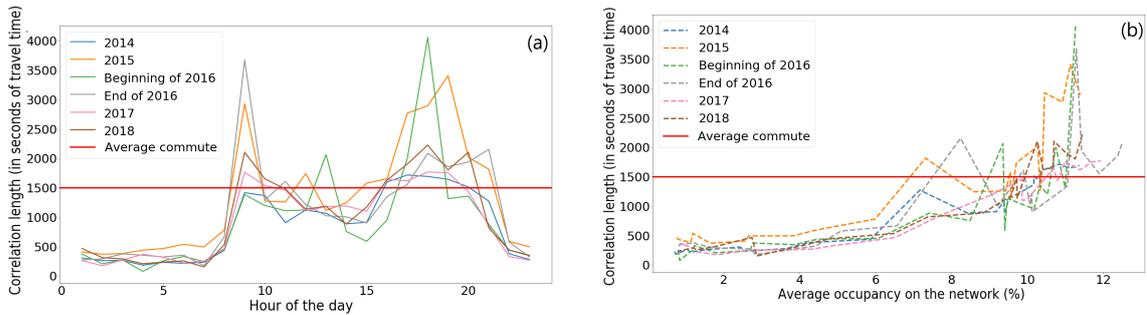 (a)
Correlation length (in seconds of travel time)
4000
3500
3000
2500
2000
1500
1000
500
0
2014
2015
Beginning of 2016
End of 2016
2017
2018
Average commute
0 5 10 15 20
Hour of the day
(b)
Correlation length (in seconds of travel time)
4000
3500
3000
2500
2000
1500
1000
500
0
2014
2015
Beginning of 2016
End of 2016
2017
2018
Average commute
2 4 6 8 10 12
Average occupancy on the network (%)